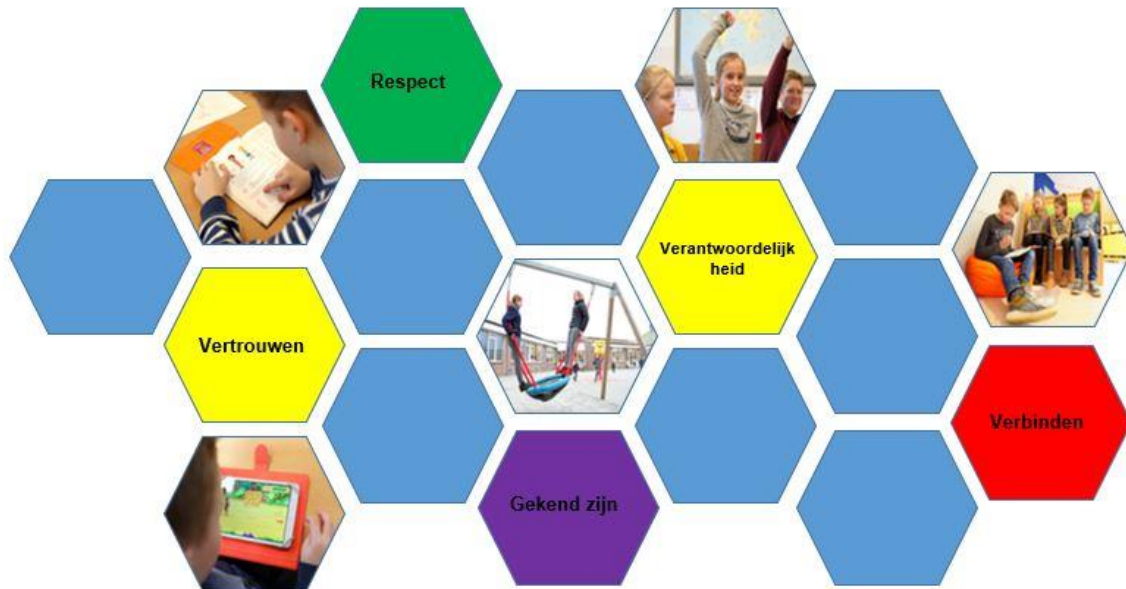 Respect
Verantwoordelijk
heid
Vertrouwen
Verbinden
Gekend zijn